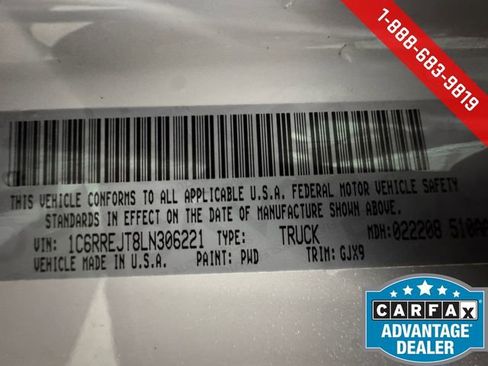 1-888-683-9819
THIS VEHICLE CONFORMS TO ALL APPLICABLE U.S.A. FEDERAL MOTOR VEHICLE SAFETY
STANDARDS IN EFFECT ON THE DATE OF MANUFACTURE SHOWN ABOVE.
VIN: 1C6RREJT8LN306221 TYPE: TRUCK MDH: 022208 510AA
VEHICLE MADE IN U.S.A. PAINT: PWD TRIM: GJX9
CARFAX
ADVANTAGE
DEALER